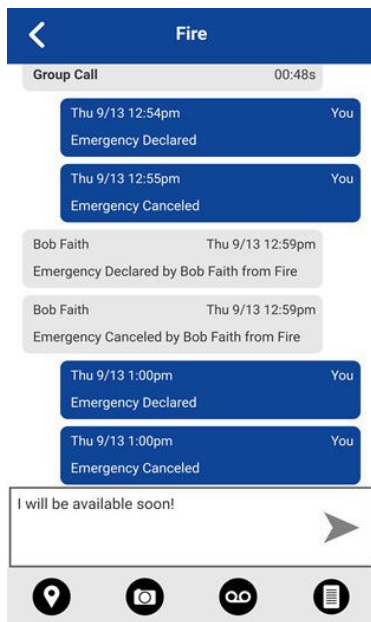 Fire
Group Call 00:48s
Thu 9/13 12:54pm You
Emergency Declared
Thu 9/13 12:55pm You
Emergency Canceled
Bob Faith Thu 9/13 12:59pm
Emergency Declared by Bob Faith from Fire
Bob Faith Thu 9/13 12:59pm
Emergency Canceled by Bob Faith from Fire
Thu 9/13 1:00pm You
Emergency Declared
Thu 9/13 1:00pm You
Emergency Canceled
I will be available soon!